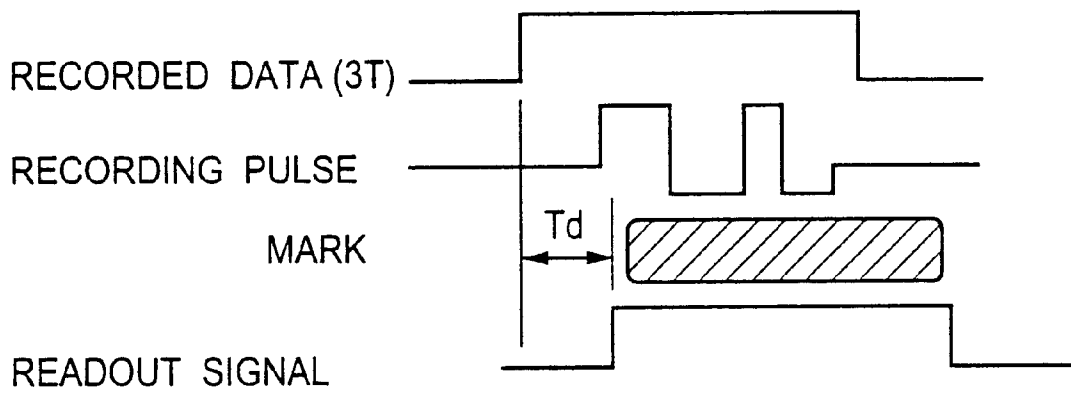 RECORDED DATA (3T)
RECORDING PULSE
Td
MARK
READOUT SIGNAL